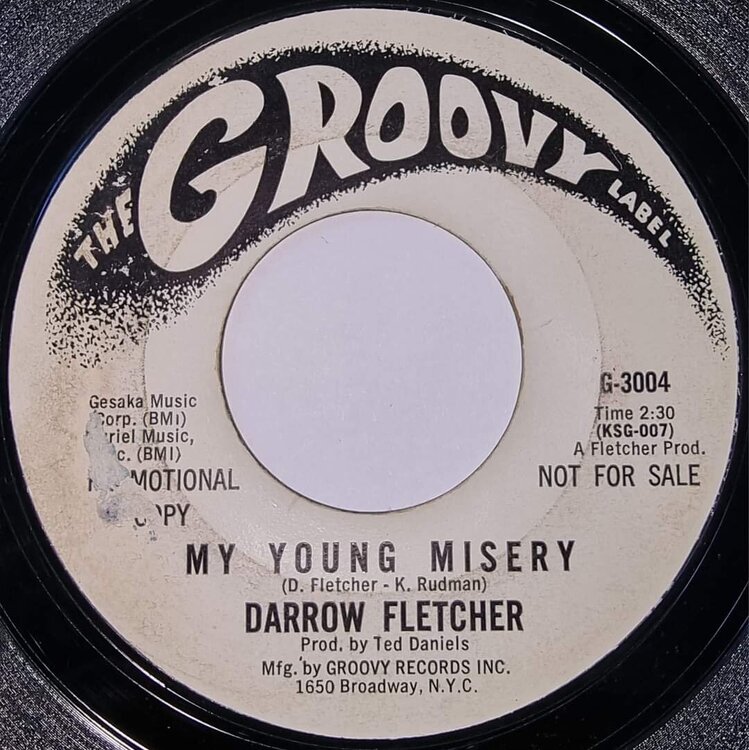 THE GROOVY LABEL
Gesaka Music
Corp. (BMI)
Music,
(BMI)
COPY
G-3004
Time 2:30
(KSG-007)
A Fletcher Prod.
NOT FOR SALE
MY YOUNG MISERY
(D. Fletcher - K. Rudman)
DARROW FLETCHER
Prod. by Ted Daniels
Mfg. by GROOVY RECORDS INC.
1650 Broadway, N.Y.C.